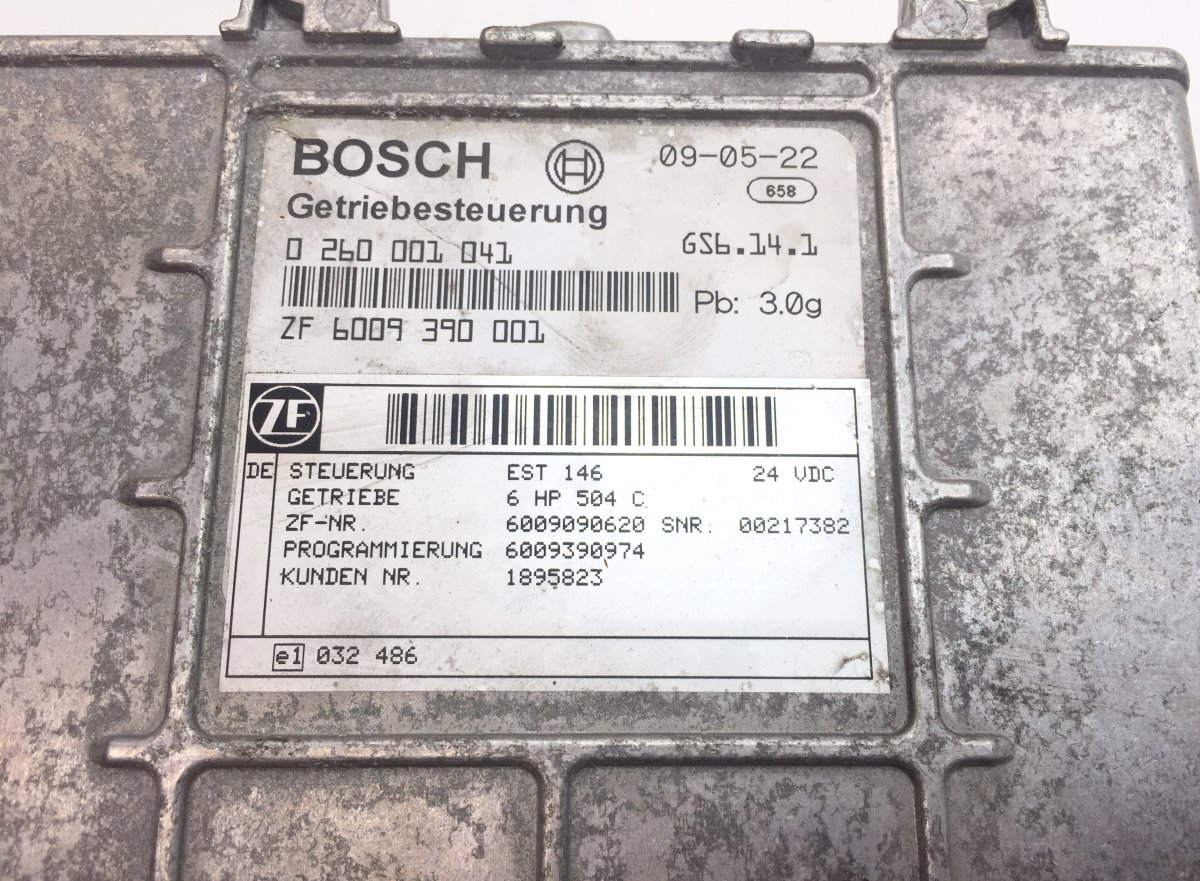 BOSCH 09-05-22
658
Getriebesteuerung
0 260 001 041 GS6.14.1
Pb: 3.0g
ZF 6009 390 001
ZF
DE STEUERUNG EST 146 24 VDC
GETRIEBE 6 HP 504 C
ZF-NR. 6009090620 SNR: 00217382
PROGRAMMIERUNG 6009390974
KUNDEN NR. 1895823
e1 032 486